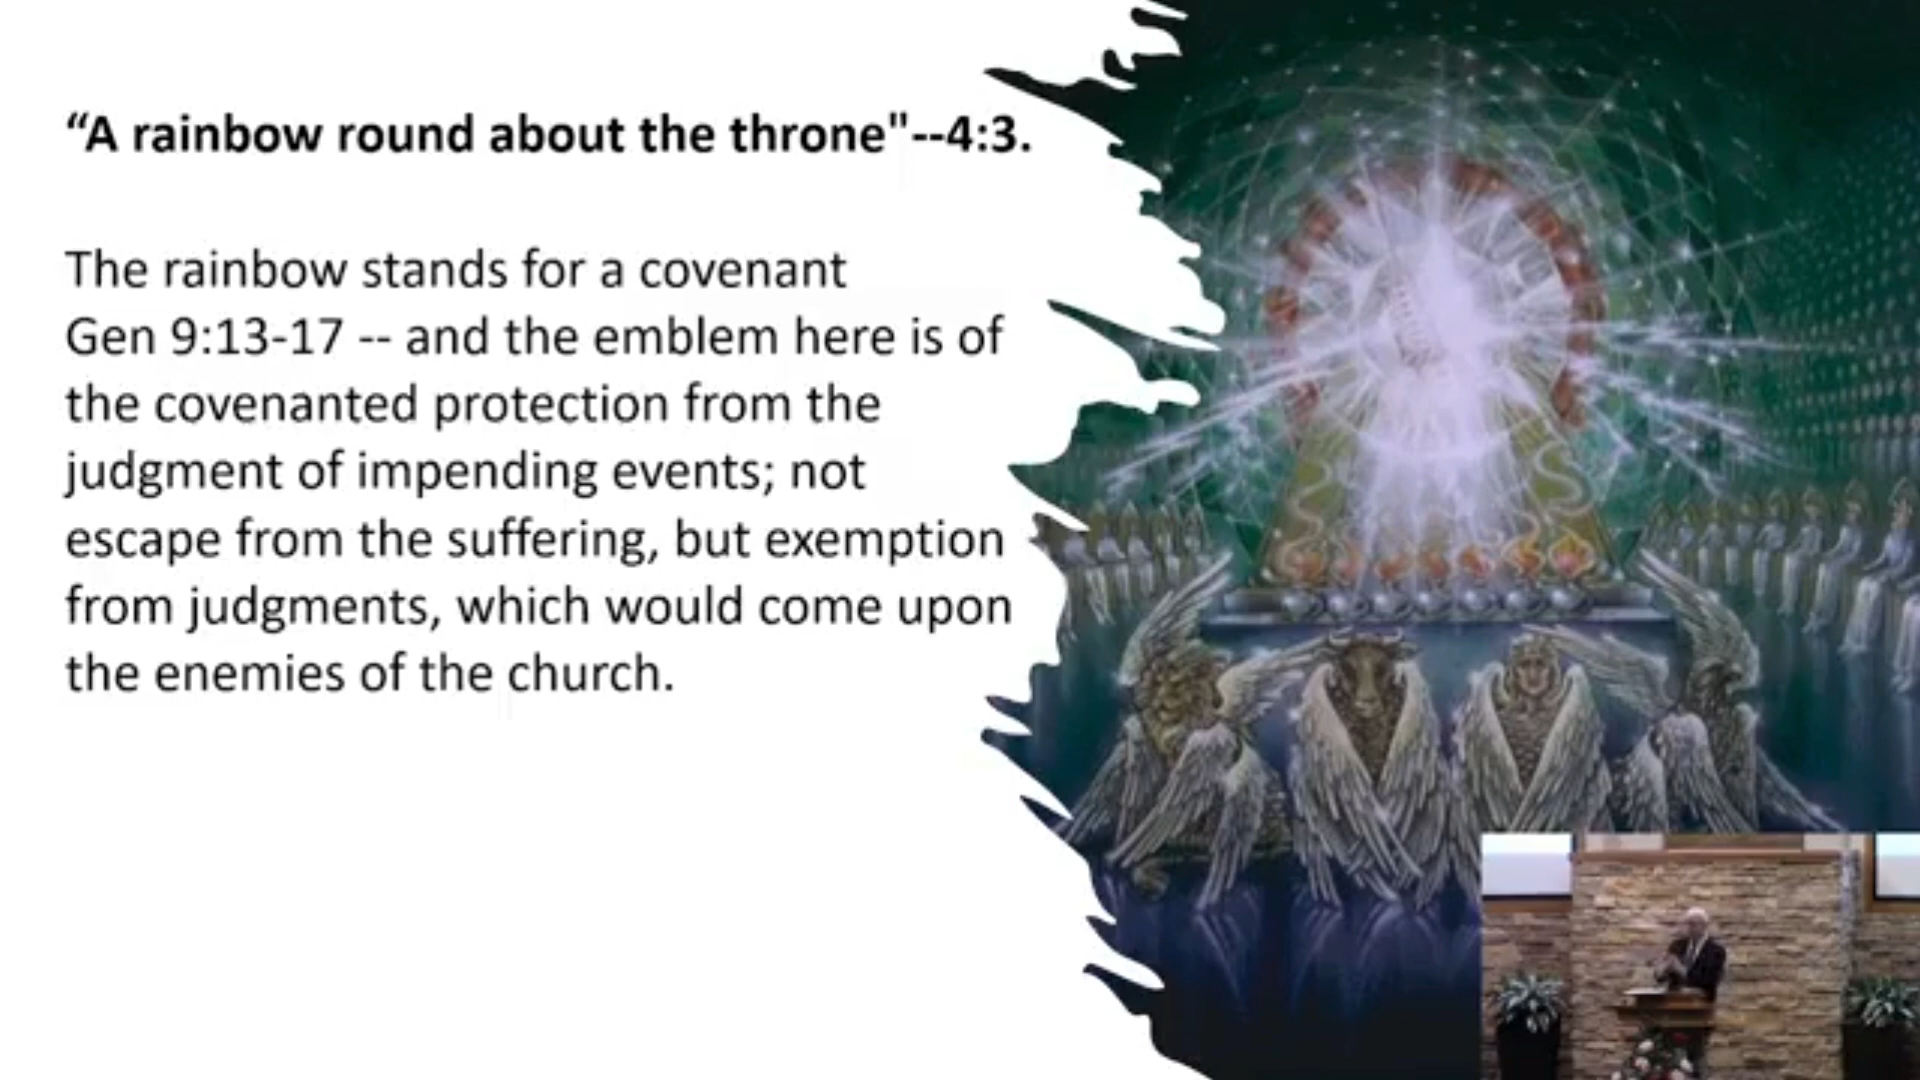 “A rainbow round about the throne"--4:3.
The rainbow stands for a covenant
Gen 9:13-17 -- and the emblem here is of
the covenanted protection from the
judgment of impending events; not
escape from the suffering, but exemption
from judgments, which would come upon
the enemies of the church.